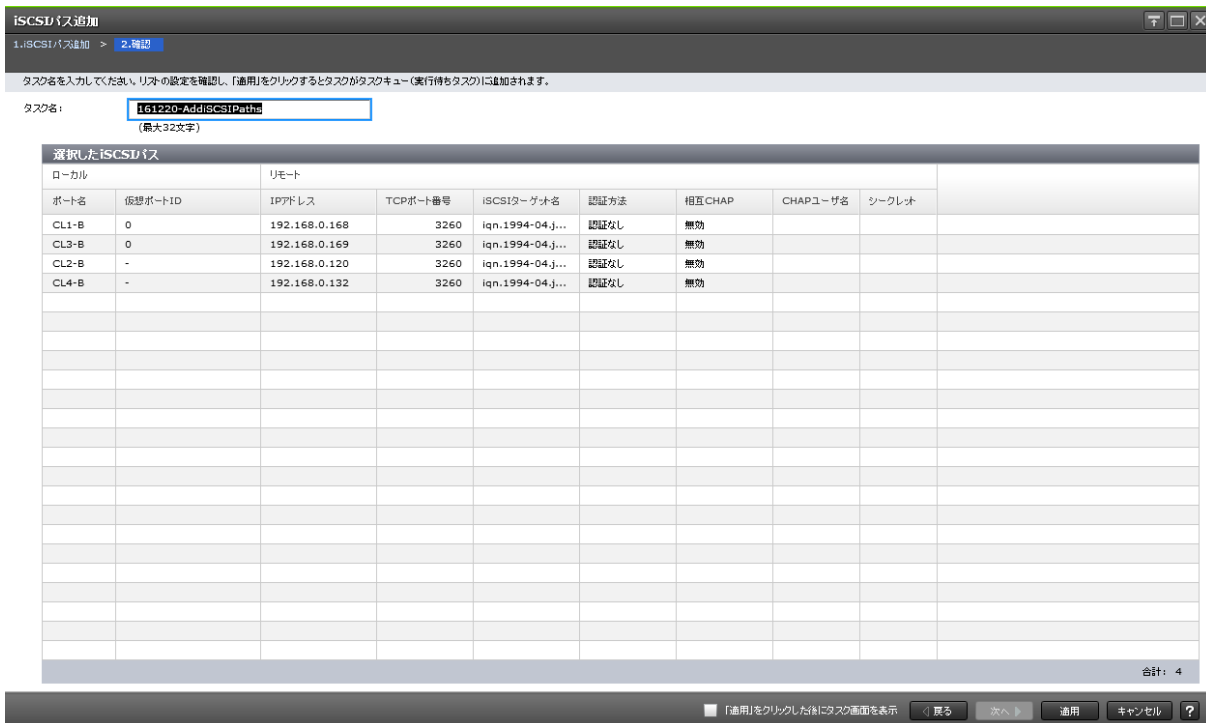 iSCSIパス追加
1.iSCSIパス追加 > 2.確認
タスク名を入力してください。リストの設定を確認し、「適用」をクリックするとタスクがタスクキュー(実行待ちタスク)に追加されます。
タスク名: 161220-AddiSCSIPaths
(最大32文字)
選択したiSCSIパス
ローカル リモート
ポート名 仮想ポートID IPアドレス TCPポート番号 iSCSIターゲット名 認証方法 相互CHAP CHAPユーザ名 シークレット
CL1-B 0 192.168.0.168 3260 iqn.1994-04.j... 認証なし 無効
CL3-B 0 192.168.0.169 3260 iqn.1994-04.j... 認証なし 無効
CL2-B - 192.168.0.120 3260 iqn.1994-04.j... 認証なし 無効
CL4-B - 192.168.0.132 3260 iqn.1994-04.j... 認証なし 無効
合計: 4
「適用」をクリックした後にタスク画面を表示 戻る 次へ 適用 キャンセル ?